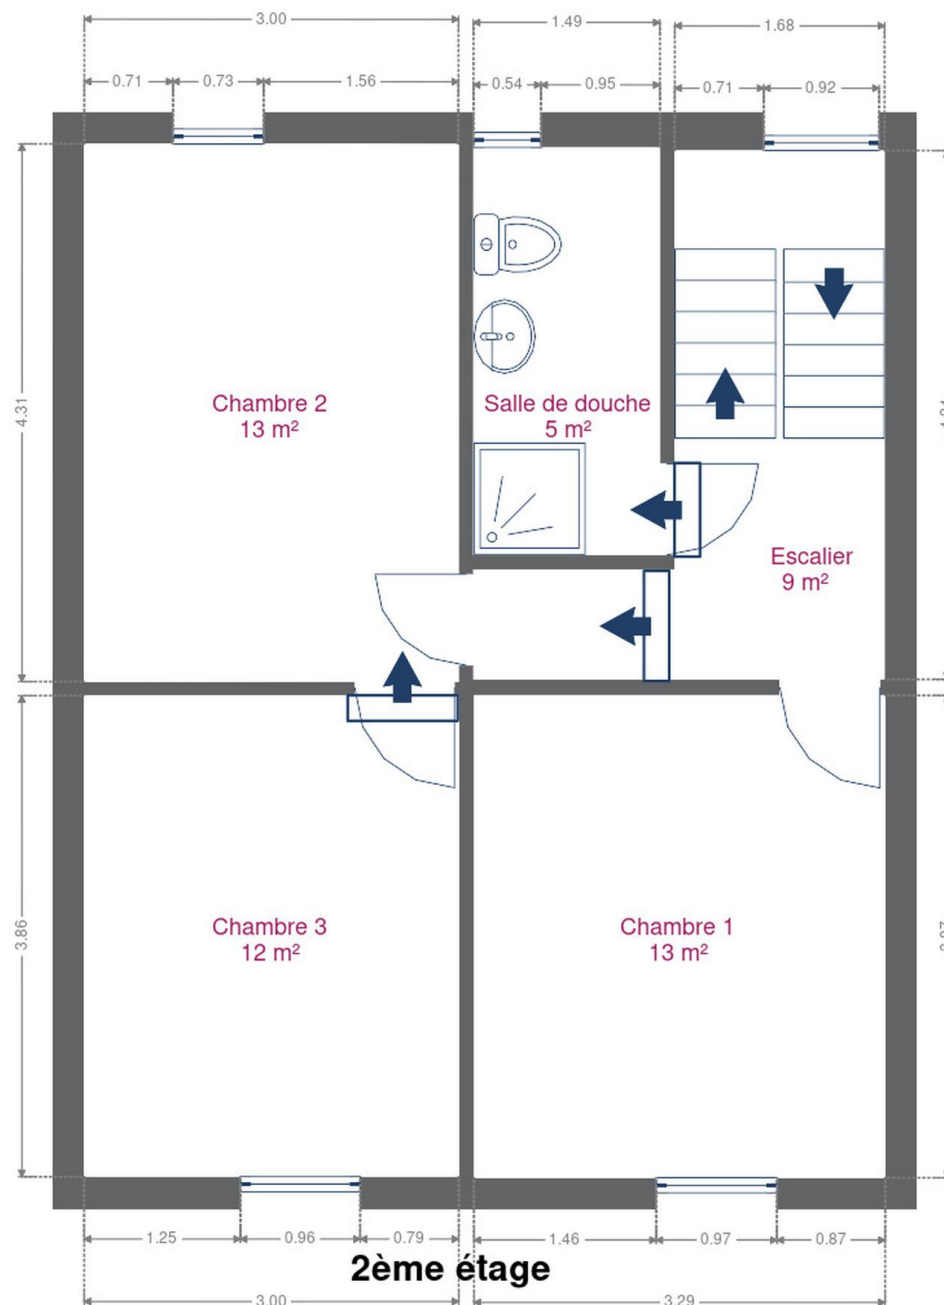 3.00
1.49
1.68
0.71
0.73
1.56
0.54
0.95
0.71
0.92
4.31
Chambre 2
13 m²
Salle de douche
5 m²
Escalier
9 m²
3.86
Chambre 3
12 m²
Chambre 1
13 m²
1.25
0.96
0.79
1.46
0.97
0.87
2ème étage
3.00
3.29